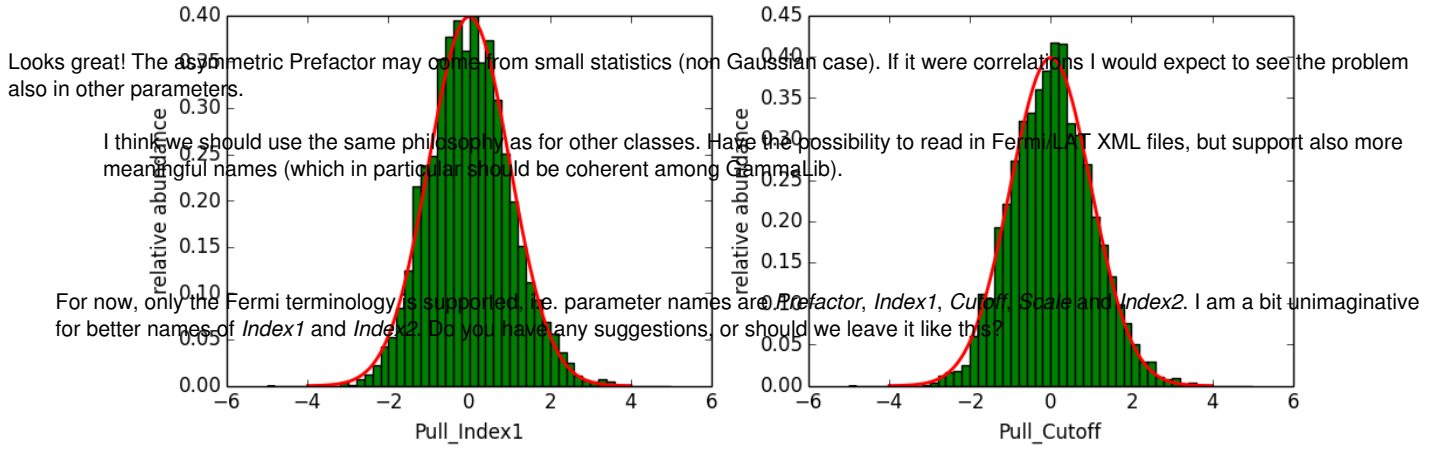 Looks great! The asymmetric Prefactor may come from small statistics (non Gaussian case). If it were correlations I would expect to see the problem
also in other parameters.
I think we should use the same philosophy as for other classes. Have the possibility to read in Fermi/LAT XML files, but support also more
meaningful names (which in particular should be coherent among GammaLib).
For now, only the Fermi terminology is supported, i.e. parameter names are Prefactor, Index1, Cutoff, Scale and Index2. I am a bit unimaginative
for better names of Index1 and Index2. Do you have any suggestions, or should we leave it like this?
0.40
0.35
0.30
0.25
0.20
0.15
0.10
0.05
0.00
relative abundance
−6 −4 −2 0 2 4 6
Pull_Index1
0.45
0.40
0.35
0.30
0.25
0.20
0.15
0.10
0.05
0.00
relative abundance
−6 −4 −2 0 2 4 6
Pull_Cutoff